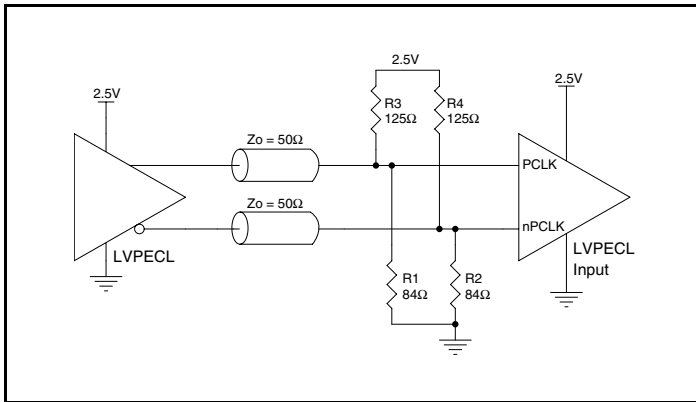 2.5V
2.5V
2.5V
R3
125Ω
R4
125Ω
Zo = 50Ω
PCLK
Zo = 50Ω
nPCLK
LVPECL
LVPECL
Input
R1
84Ω
R2
84Ω